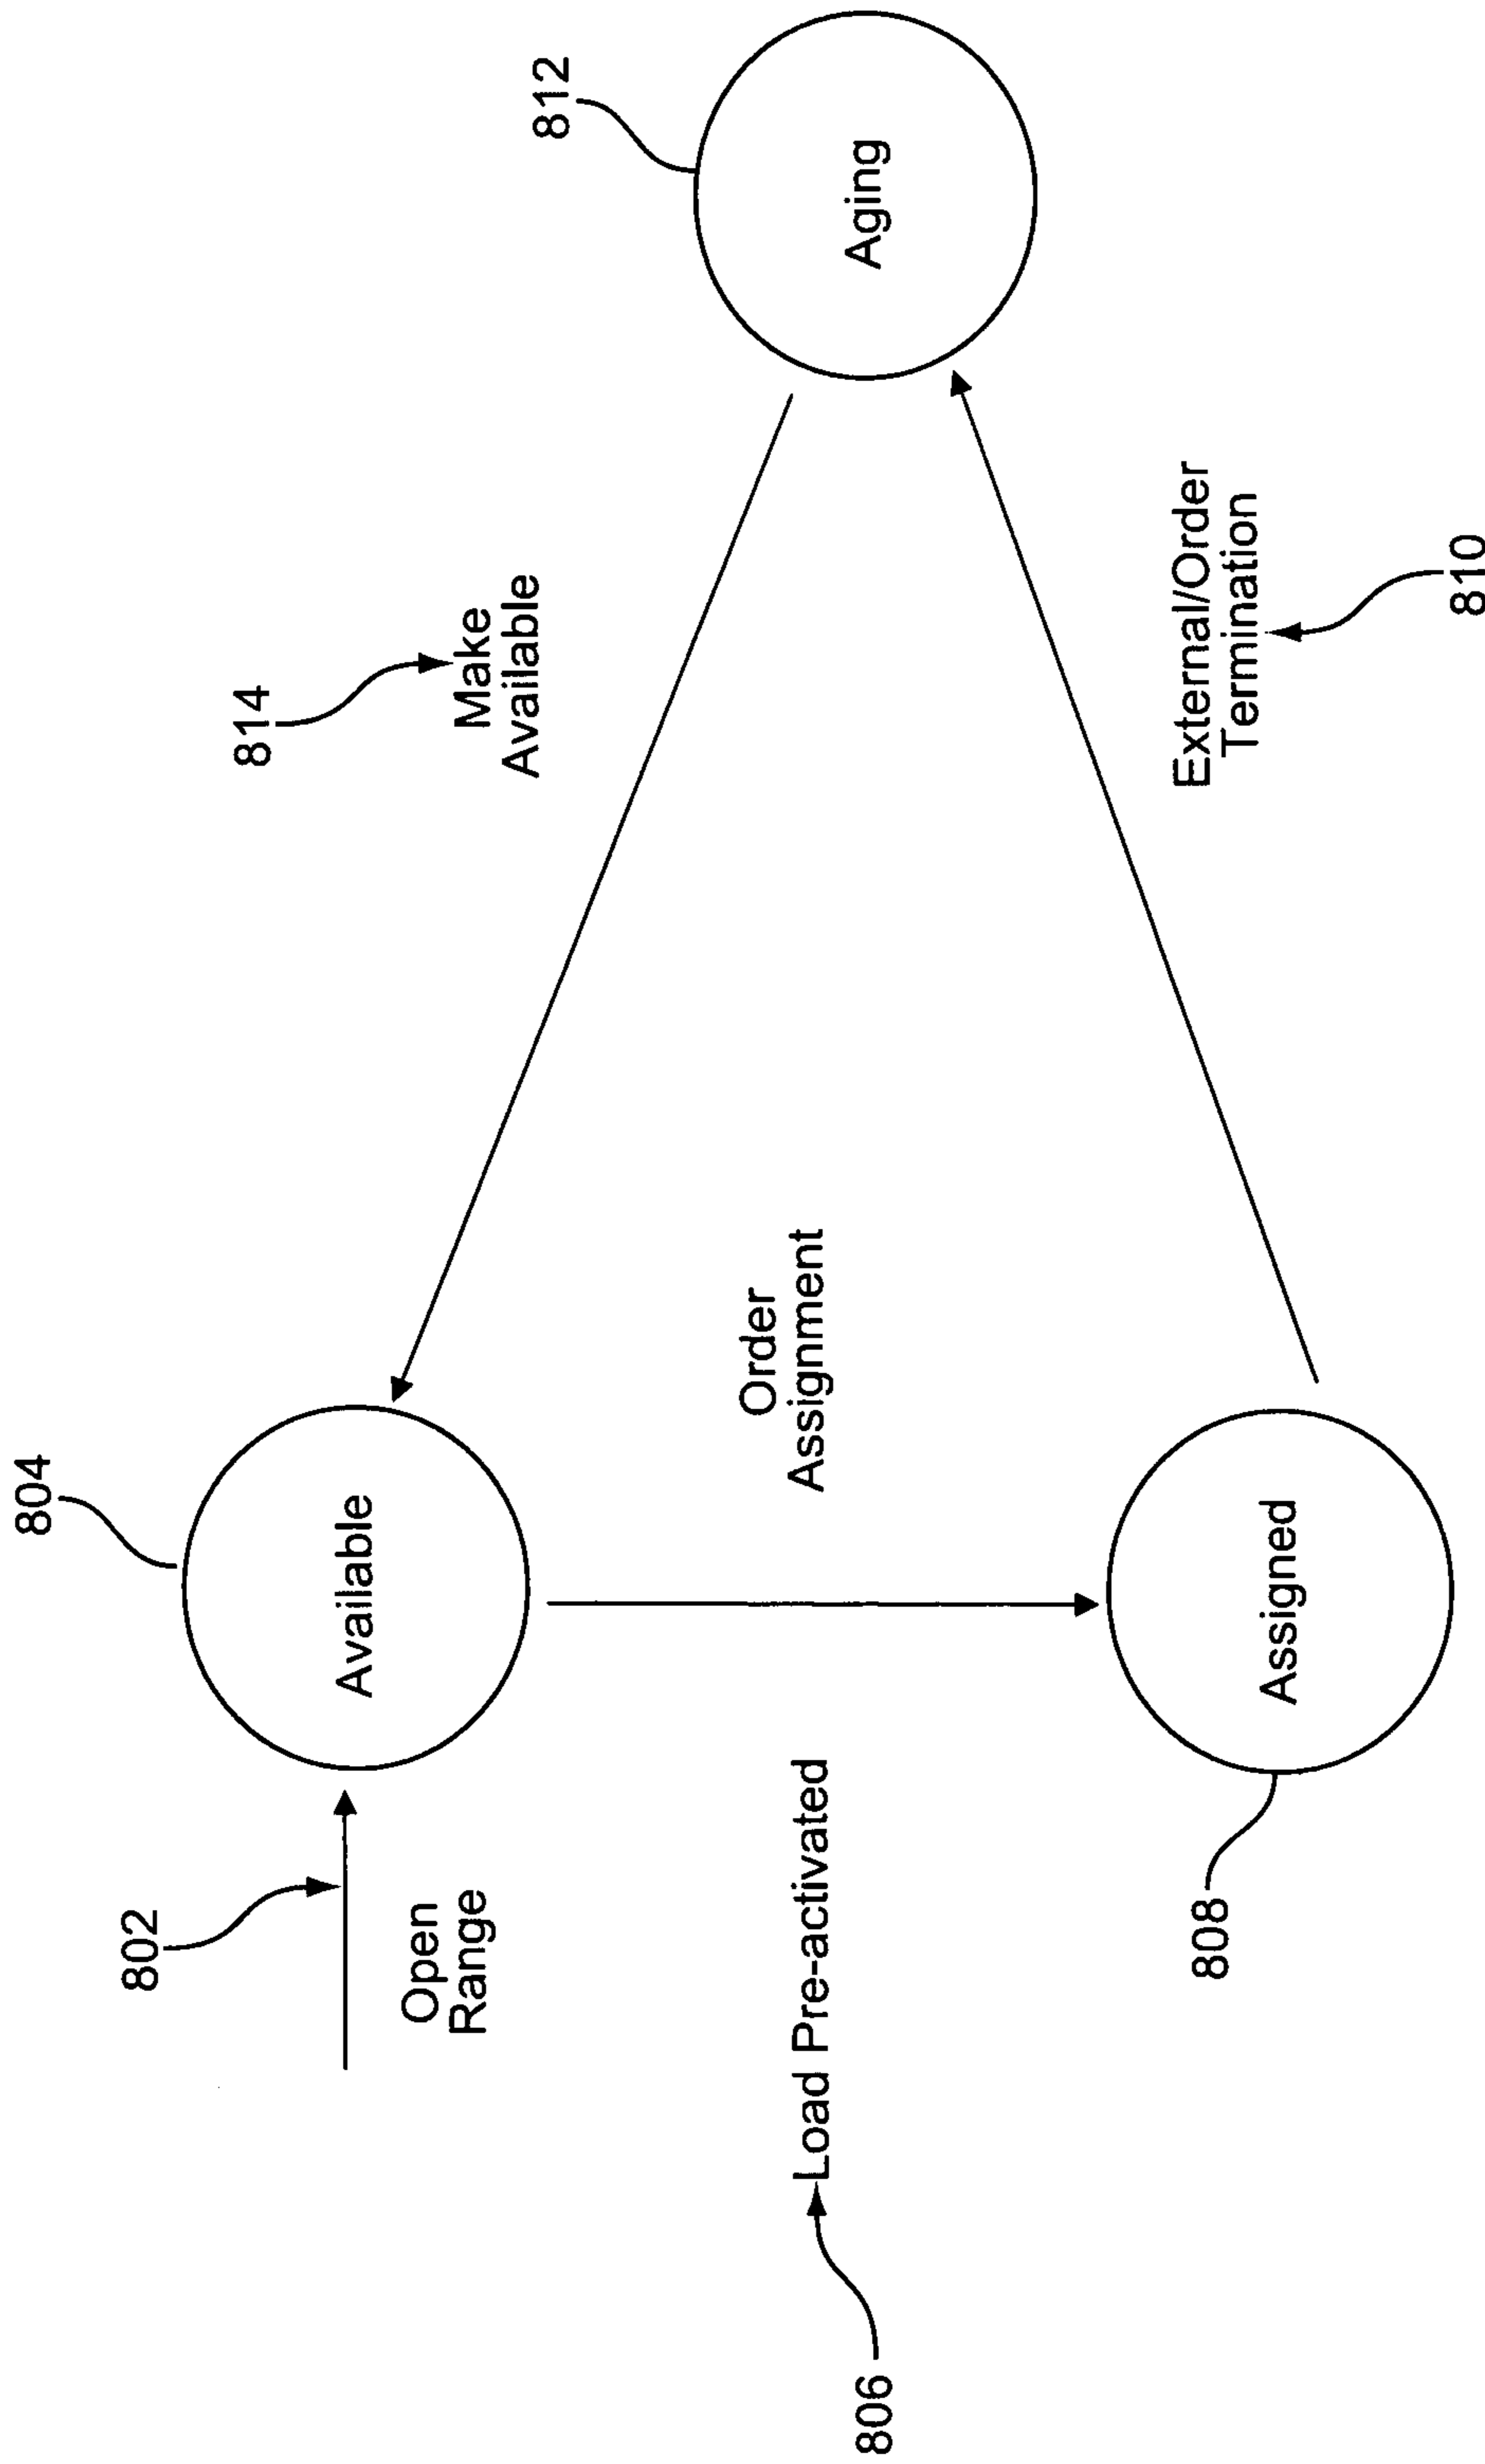 802
Open
Range
804
Available
806
Load Pre-activated
Order
Assignment
808
Assigned
814
Make
Available
812
Aging
External/Order
Termination
810